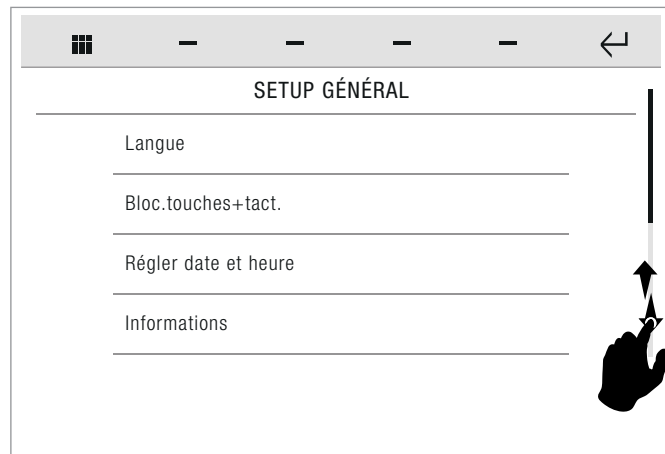 SETUP GÉNÉRAL
Langue
Bloc.touches+tact.
Régler date et heure
Informations